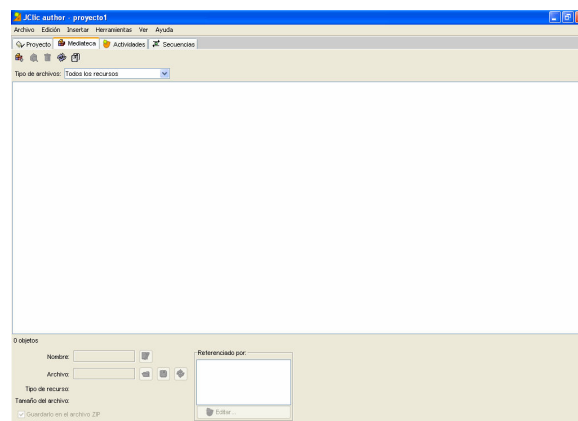 JClic author - proyecto1
Archivo Edición Insertar Herramientas Ver Ayuda
Proyecto Mediateca Actividades Secuencias
Tipo de archivos: Todos los recursos
0 objetos
Nombre:
Referenciado por:
Archivo:
Tipo de recurso:
Tamaño del archivo:
Guardarlo en el archivo ZIP
Editar...